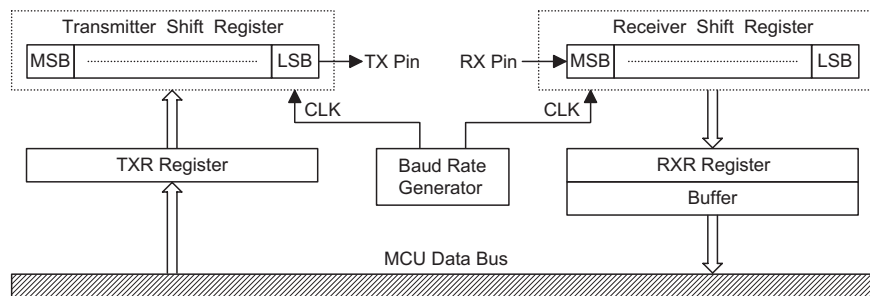 Transmitter Shift Register
MSB
LSB
TX Pin
CLK
TXR Register
Baud Rate
Generator
Receiver Shift Register
RX Pin
MSB
LSB
CLK
RXR Register
Buffer
MCU Data Bus